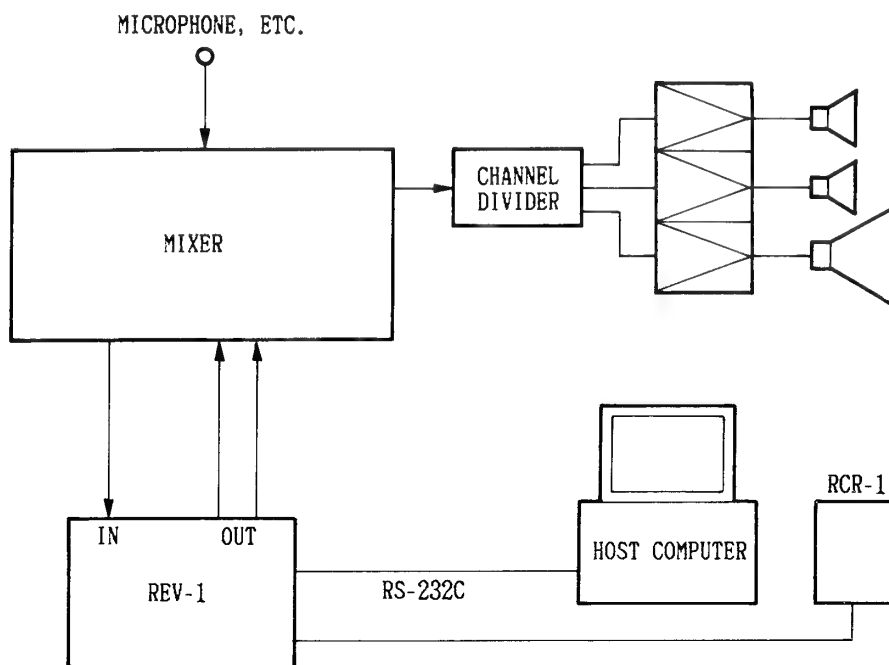 MICROPHONE, ETC.
CHANNEL
DIVIDER
MIXER
RCR-1
IN
OUT
HOST COMPUTER
REV-1
RS-232C